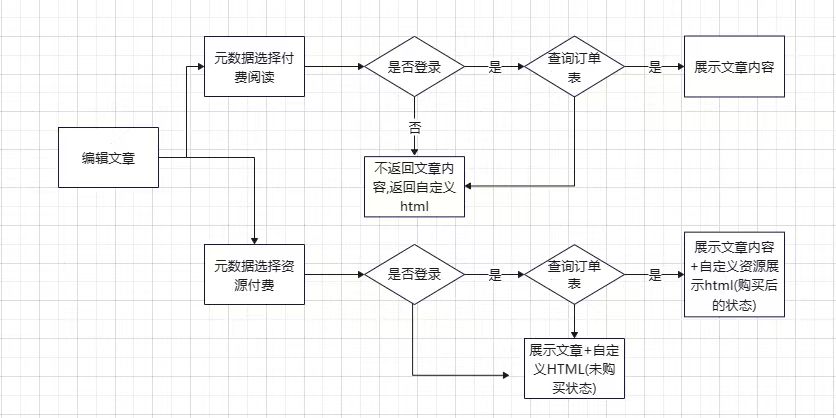 元数据选择付
费阅读
是否登录
是
查询订单
表
是
展示文章内容
编辑文章
否
不返回文章内
容,返回自定义
html
元数据选择资
源付费
是否登录
是
查询订单
表
是
展示文章内容
+自定义资源展
示html(购买后
的状态)
展示文章+自定
义HTML(未购
买状态)